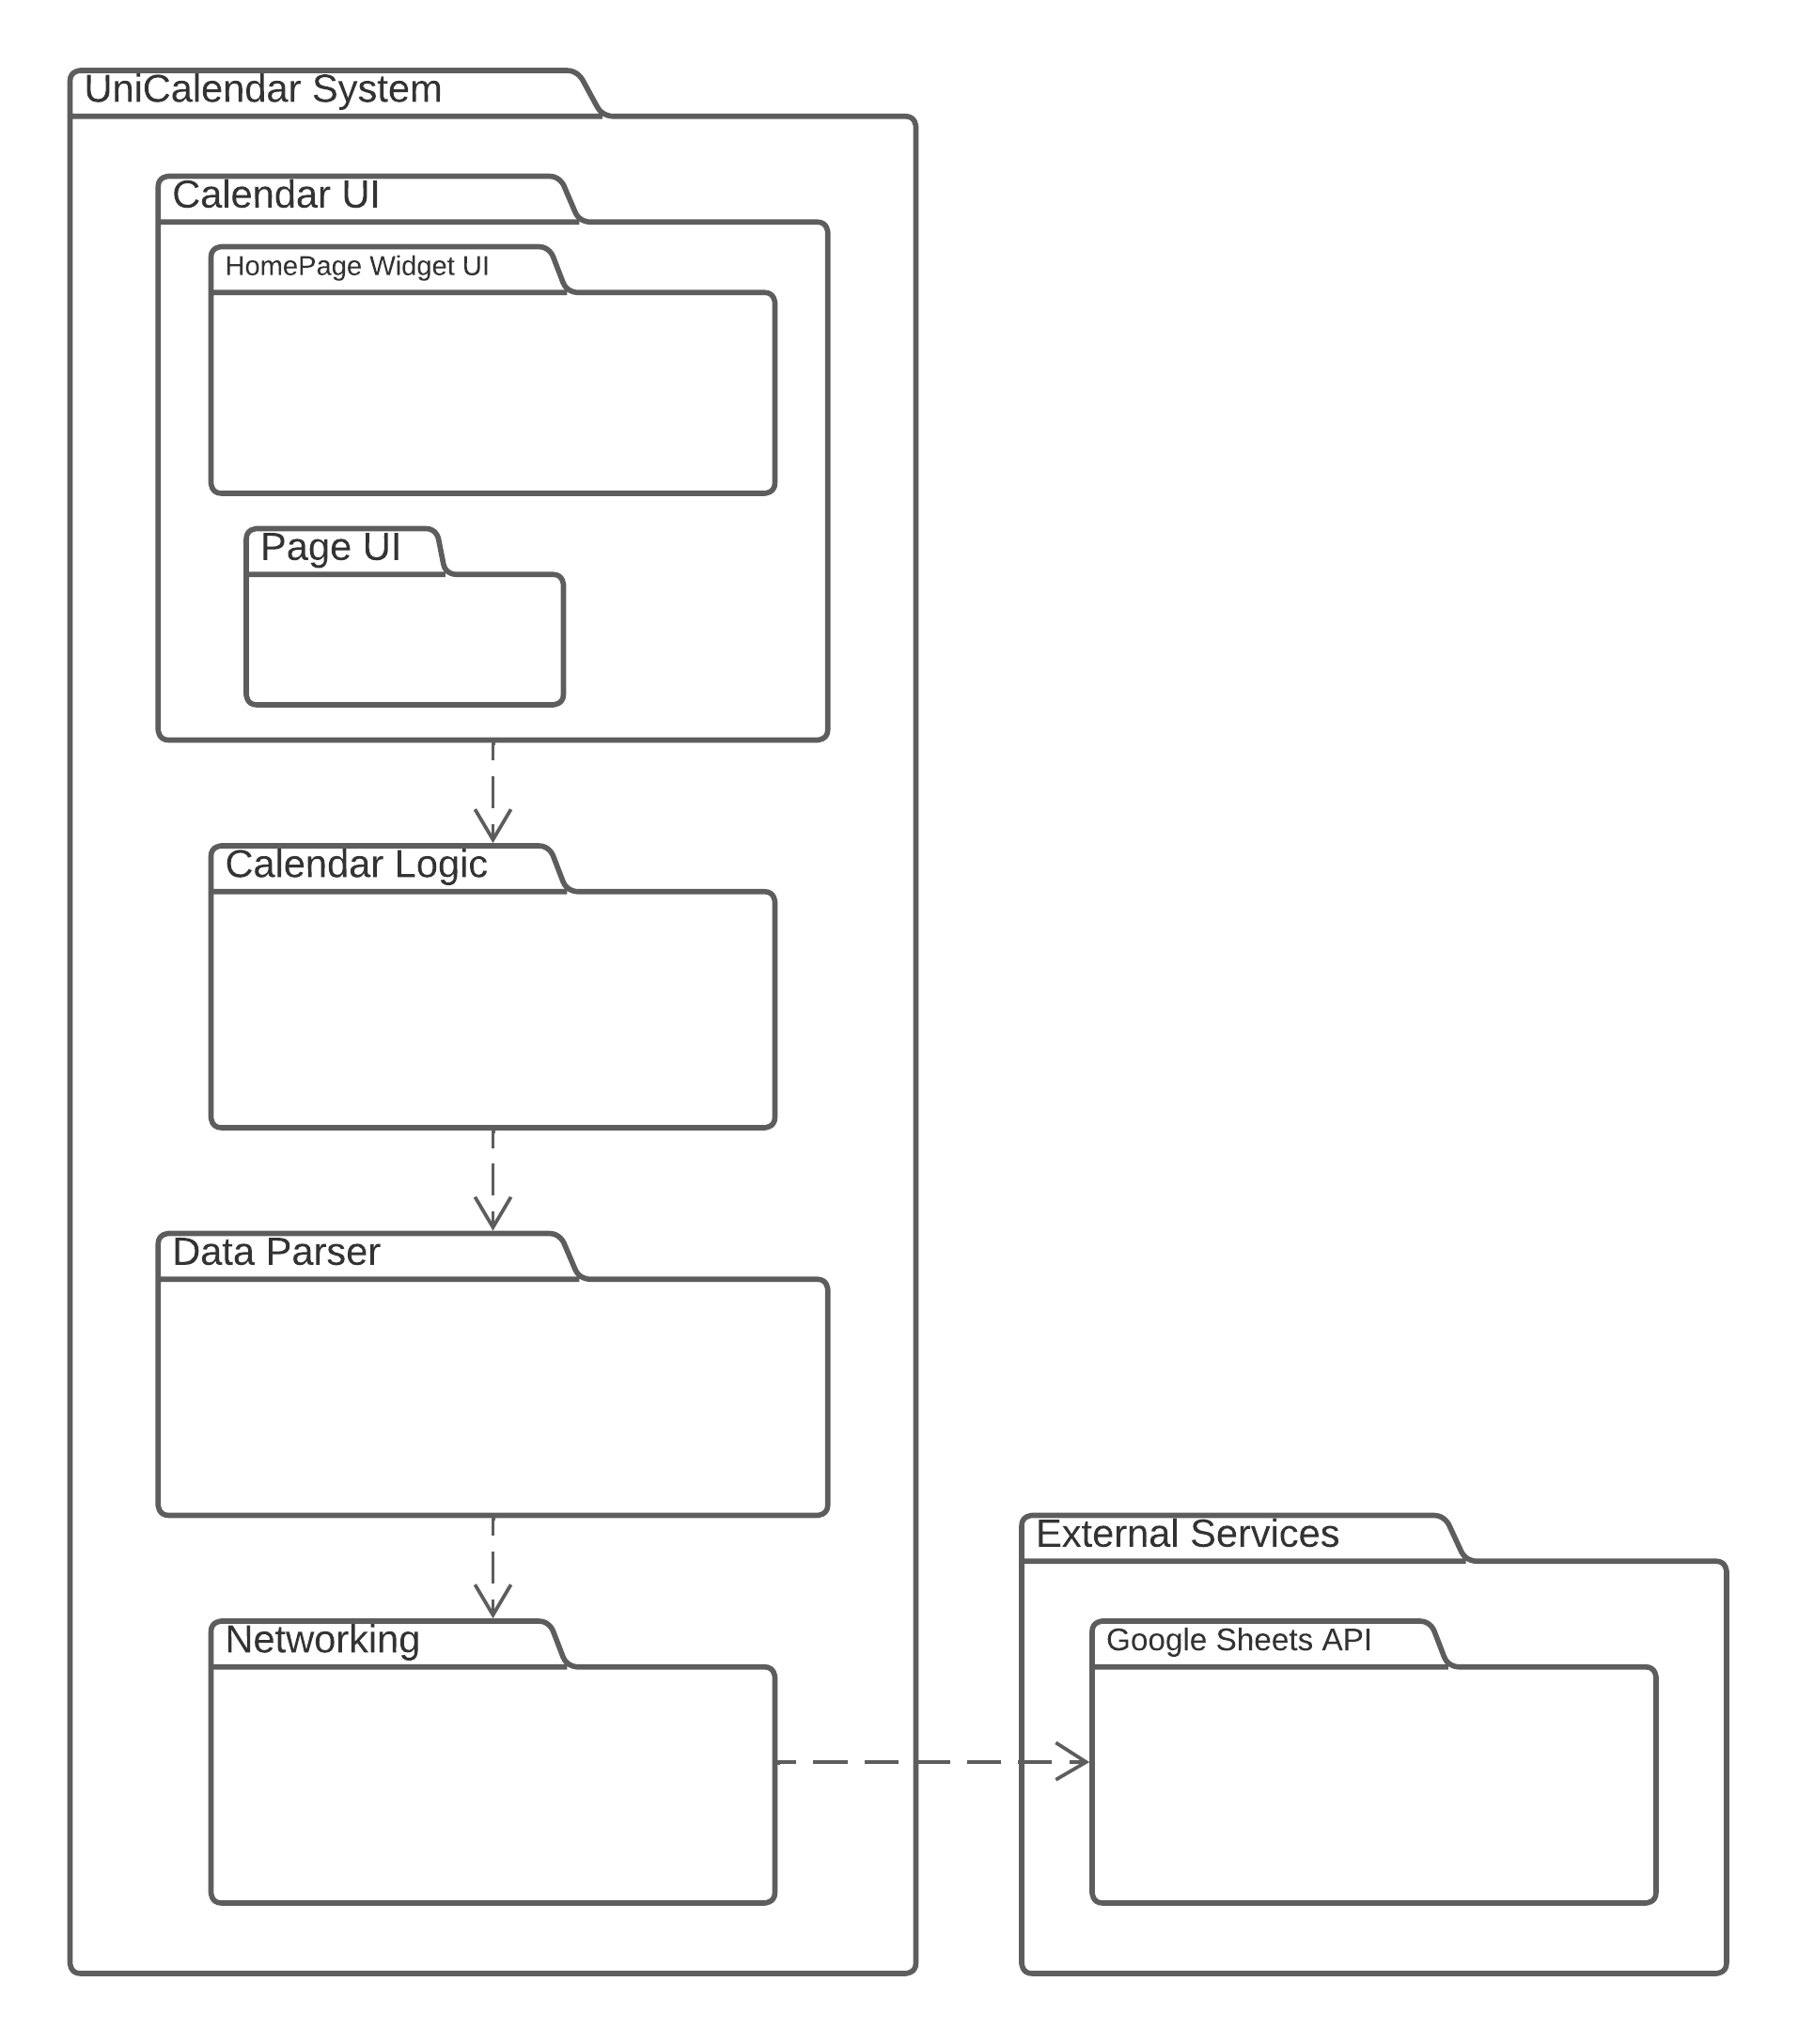 UniCalendar System
Calendar UI
HomePage Widget UI
Page UI
Calendar Logic
Data Parser
Networking
External Services
Google Sheets API